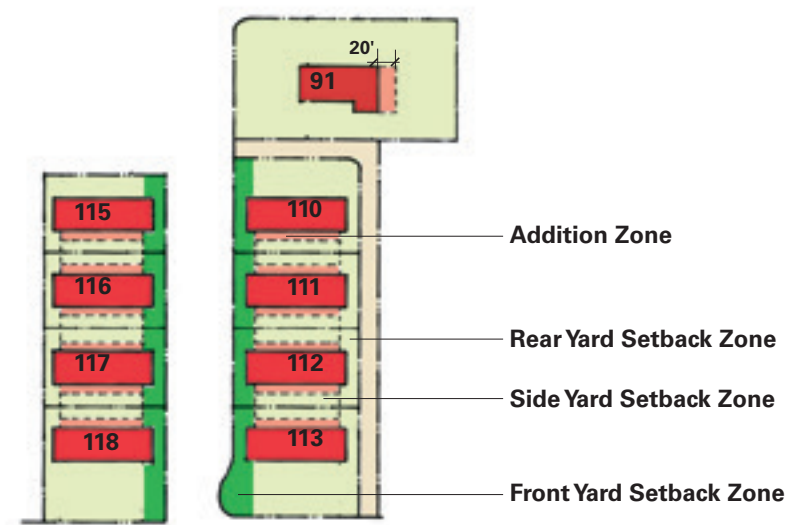 20'
91
115
110
Addition Zone
116
111
Rear Yard Setback Zone
117
112
Side Yard Setback Zone
118
113
Front Yard Setback Zone